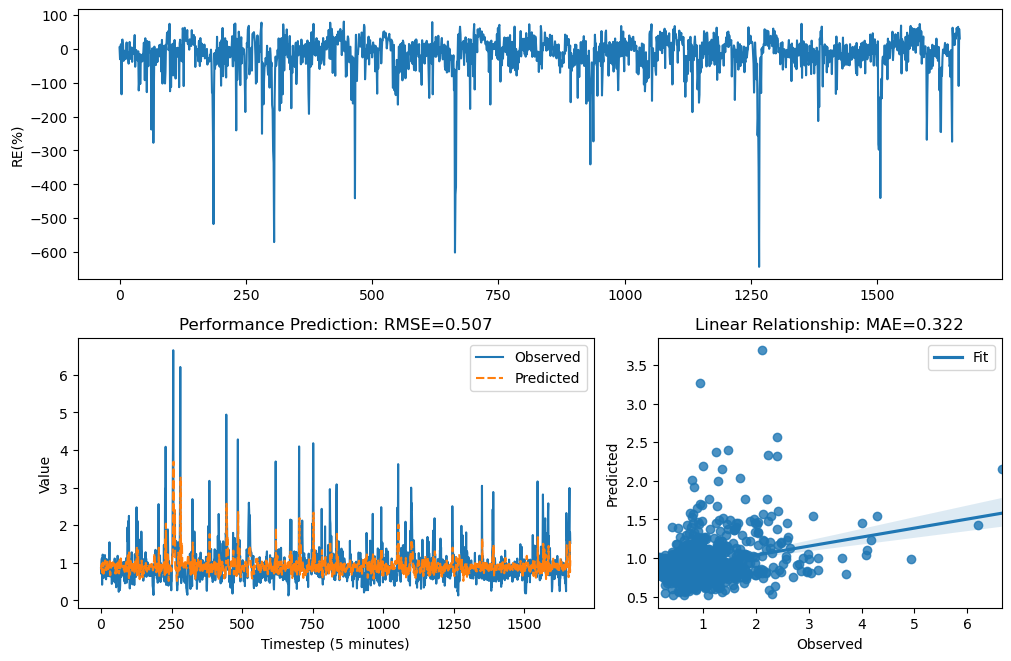 100
0
−100
−200
−300
−400
−500
−600
RE(%)
0 250 500 750 1000 1250 1500
Performance Prediction: RMSE=0.507
Observed
Predicted
6
5
4
3
2
1
0
Value
0 250 500 750 1000 1250 1500
Timestep (5 minutes)
Linear Relationship: MAE=0.322
Fit
3.5
3.0
2.5
2.0
1.5
1.0
0.5
Predicted
1 2 3 4 5 6
Observed